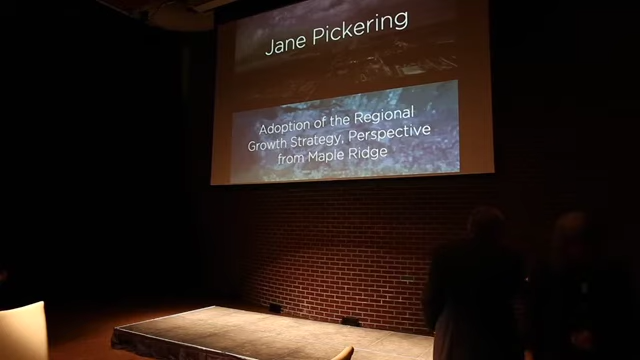 Jane Pickering
Adoption of the Regional
Growth Strategy, Perspective
from Maple Ridge